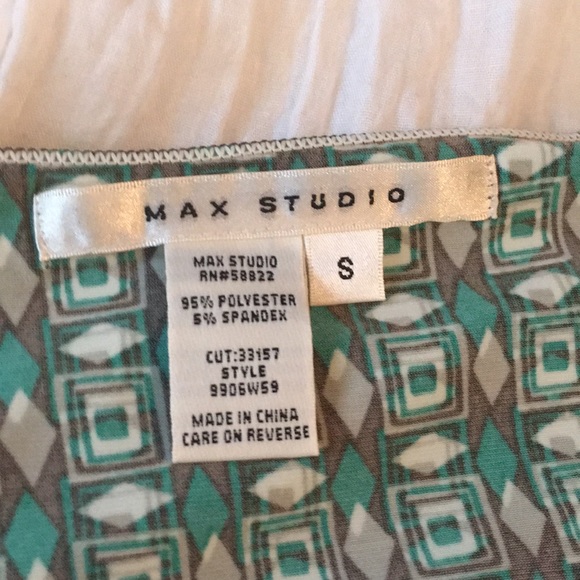 MAX STUDIO
S
MAX STUDIO
RN#58822
95% POLYESTER
5% SPANDEX
CUT:33157
STYLE
9906W59
MADE IN CHINA
CARE ON REVERSE